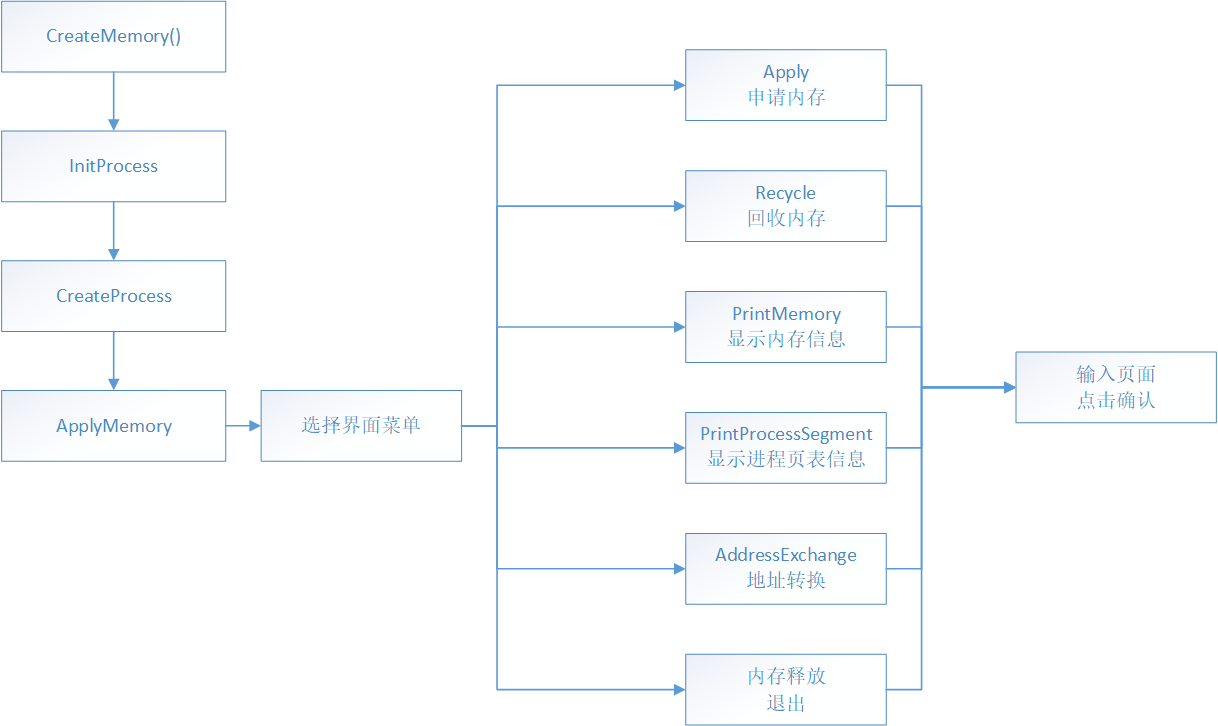 CreateMemory()
InitProcess
CreateProcess
ApplyMemory
选择界面菜单
Apply
申请内存
Recycle
回收内存
PrintMemory
显示内存信息
PrintProcessSegment
显示进程页表信息
AddressExchange
地址转换
内存释放
退出
输入页面
点击确认